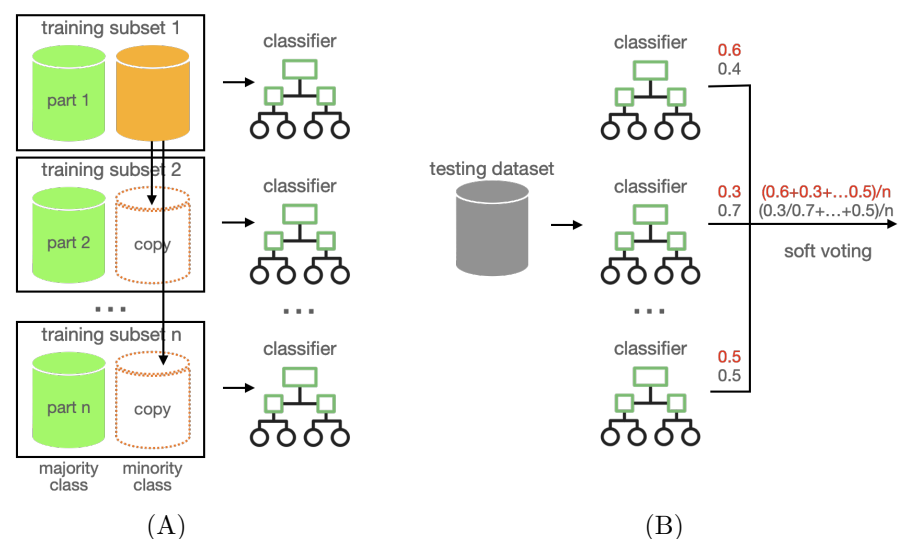 training subset 1
part 1
classifier
training subset 2
part 2
copy
classifier
...
...
training subset n
part n
copy
classifier
majority
class
minority
class
(A)
testing dataset
classifier
0.6
0.4
classifier
0.3
0.7
(0.6+0.3+...0.5)/n
(0.3/0.7+...+0.5)/n
soft voting
...
classifier
0.5
0.5
(B)